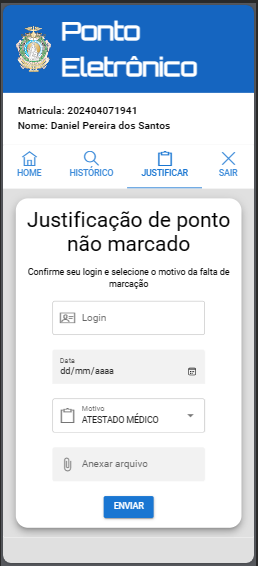 Ponto
Eletrônico
Matricula: 202404071941
Nome: Daniel Pereira dos Santos
HOME HISTÓRICO JUSTIFICAR SAIR
Justificação de ponto
não marcado
Confirme seu login e selecione o motivo da falta de
marcação
Login
Data
dd/mm/aaaa
Motivo
ATESTADO MÉDICO
Anexar arquivo
ENVIAR